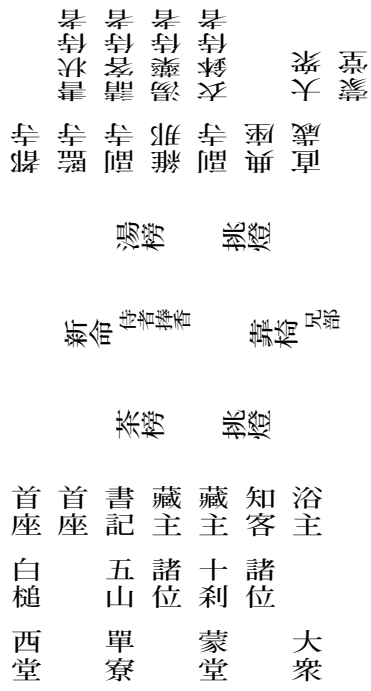 書状侍者
請客侍者
湯藥侍者
衣鉢侍者
大衆
蒙堂
都寺
監寺
副寺
維那
副寺
典座
直歳
湯榜
挑燈
新命
侍者捧香
靠椅
兄部
茶榜
挑燈
首座
首座
書記
藏主
藏主
知客
浴主
白槌
五山
諸位
十刹
諸位
西堂
單寮
蒙堂
大衆